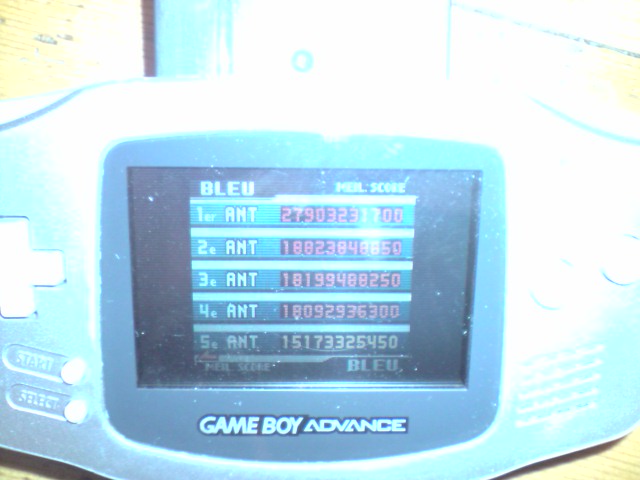 BLEU MEIL. SCORE
1er ANT 27903231700
2e ANT 18823848650
3e ANT 18199488250
4e ANT 18092936300
5e ANT 15173325450
MEIL. SCORE BLEU
START
SELECT
GAME BOY ADVANCE